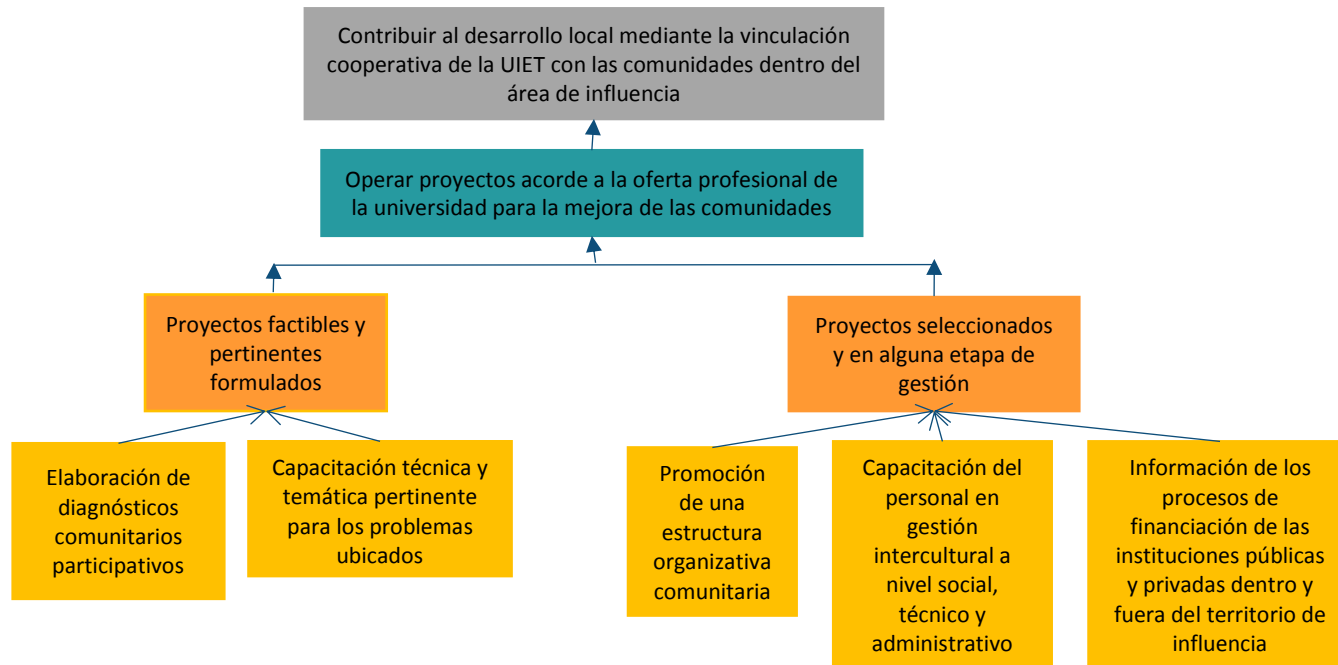 Contribuir al desarrollo local mediante la vinculación
cooperativa de la UIET con las comunidades dentro del
área de influencia
Operar proyectos acorde a la oferta profesional de
la universidad para la mejora de las comunidades
Proyectos factibles y
pertinentes
formulados
Proyectos seleccionados
y en alguna etapa de
gestión
Elaboración de
diagnósticos
comunitarios
participativos
Capacitación técnica y
temática pertinente
para los problemas
ubicados
Promoción
de una
estructura
organizativa
comunitaria
Capacitación del
personal en
gestión
intercultural a
nivel social,
técnico y
administrativo
Información de los
procesos de
financiación de las
instituciones públicas
y privadas dentro y
fuera del territorio de
influencia